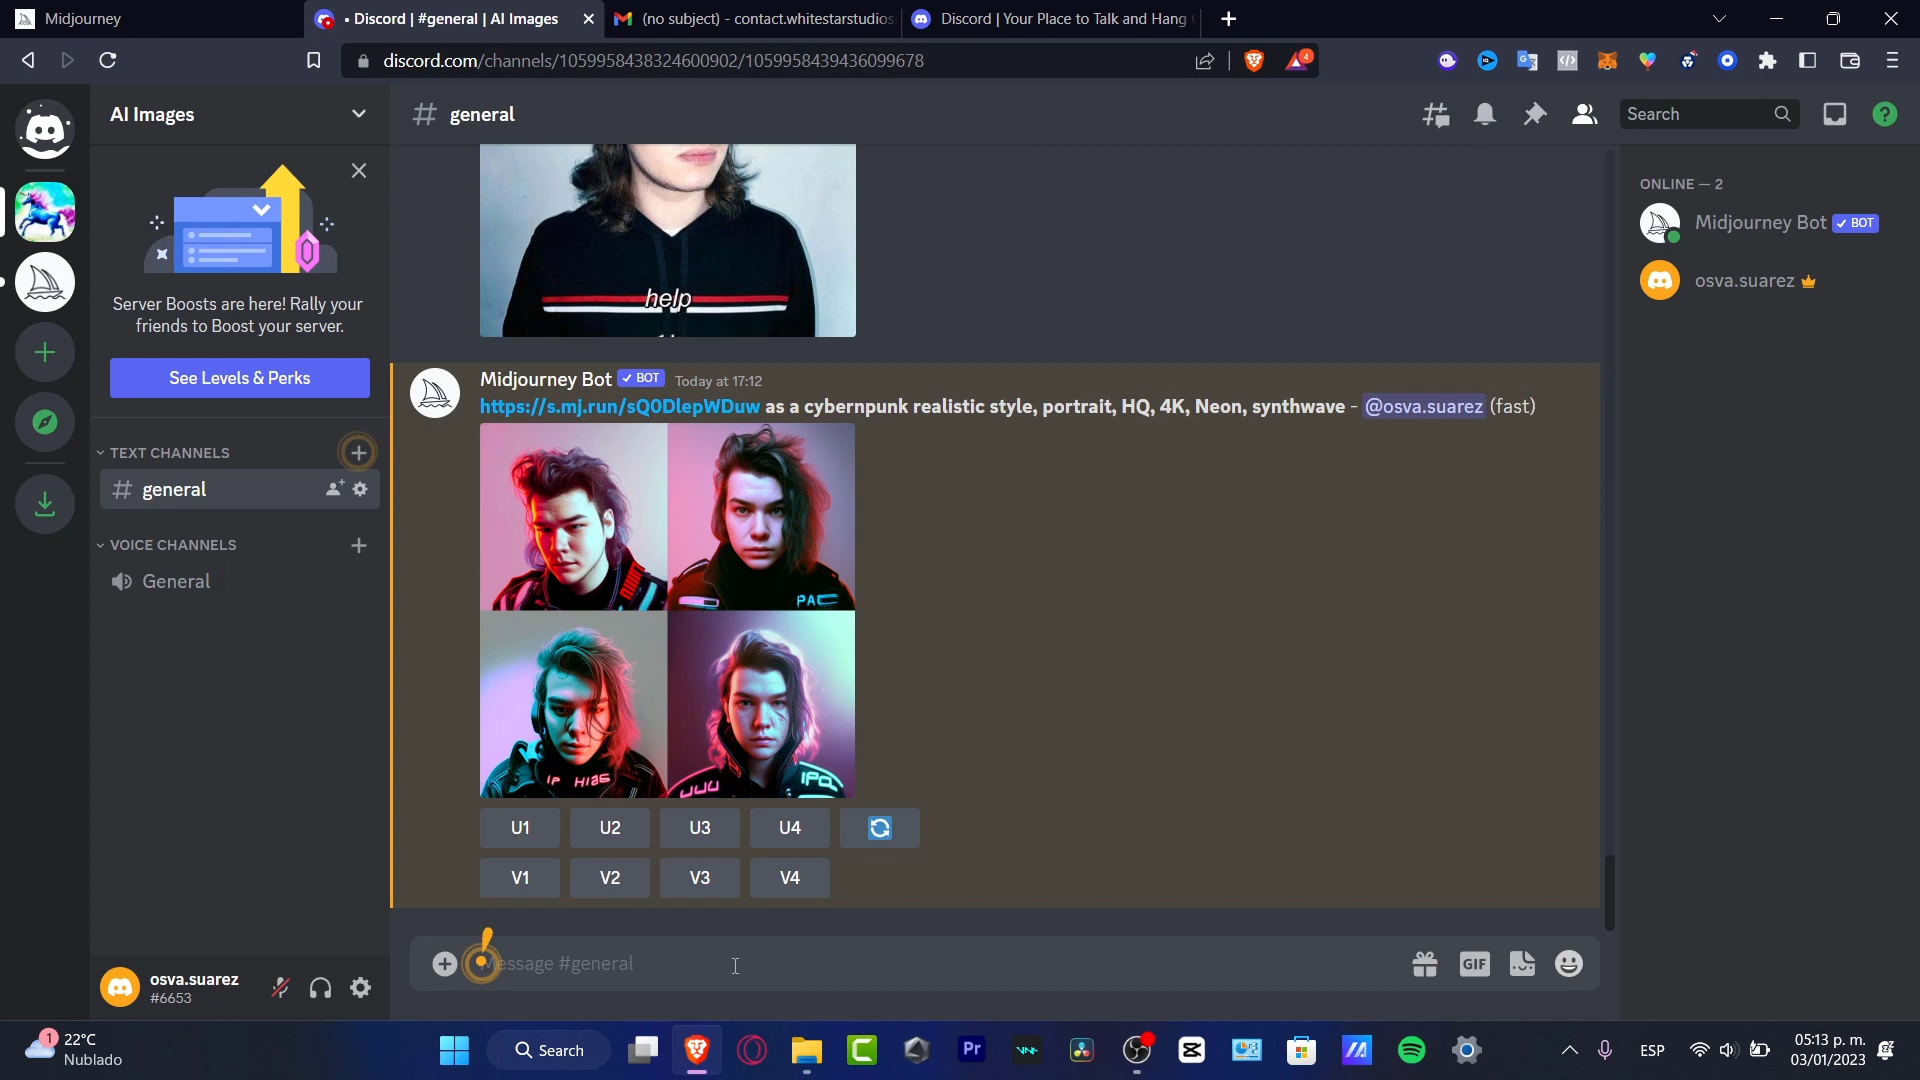 Midjourney
• Discord | #general | AI Images
(no subject) - contact.whitestarstudios
Discord | Your Place to Talk and Hang
discord.com/channels/1059958438324600902/1059958439436099678
4
AI Images
general
Search
Server Boosts are here! Rally your
friends to Boost your server.
See Levels & Perks
TEXT CHANNELS
general
VOICE CHANNELS
General
osva.suarez
#6653
help
Midjourney Bot BOT Today at 17:12
https://s.mj.run/sQ0DlepWDuw as a cybernpunk realistic style, portrait, HQ, 4K, Neon, synthwave - @osva.suarez (fast)
U1 U2 U3 U4
V1 V2 V3 V4
Message #general
GIF
ONLINE — 2
Midjourney Bot BOT
osva.suarez
1
22°C
Nublado
Search
Pr
ESP
05:13 p. m.
03/01/2023